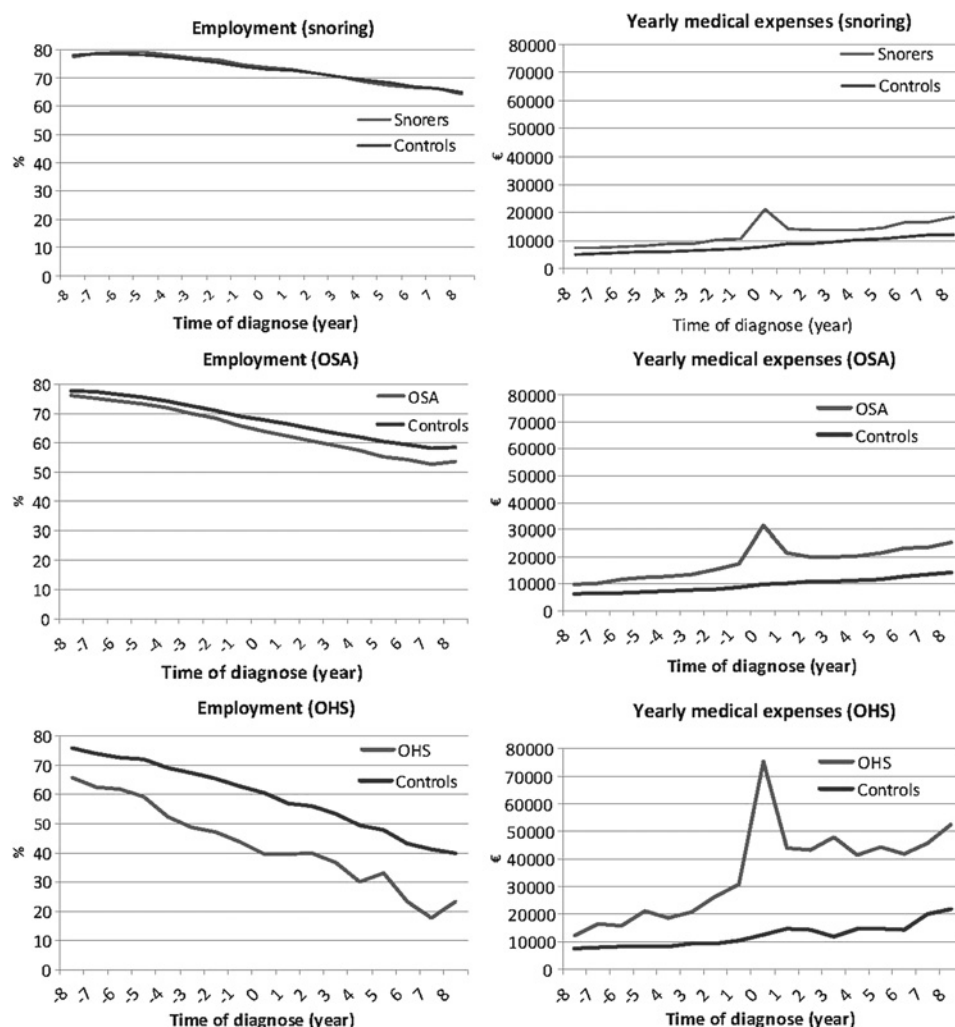 Employment (snoring)
80
70
60
50
40
30
20
10
0
%
Snorers
Controls
-8 -7 -6 -5 -4 -3 -2 -1 0 1 2 3 4 5 6 7 8
Time of diagnose (year)
Yearly medical expenses (snoring)
80000
70000
60000
50000
40000
30000
20000
10000
0
€
Snorers
Controls
-8 -7 -6 -5 -4 -3 -2 -1 0 1 2 3 4 5 6 7 8
Time of diagnose (year)
Employment (OSA)
80
70
60
50
40
30
20
10
0
%
OSA
Controls
-8 -7 -6 -5 -4 -3 -2 -1 0 1 2 3 4 5 6 7 8
Time of diagnose (year)
Yearly medical expenses (OSA)
80000
70000
60000
50000
40000
30000
20000
10000
0
€
OSA
Controls
-8 -7 -6 -5 -4 -3 -2 -1 0 1 2 3 4 5 6 7 8
Time of diagnose (year)
Employment (OHS)
80
70
60
50
40
30
20
10
0
%
OHS
Controls
-8 -7 -6 -5 -4 -3 -2 -1 0 1 2 3 4 5 6 7 8
Time of diagnose (year)
Yearly medical expenses (OHS)
80000
70000
60000
50000
40000
30000
20000
10000
0
€
OHS
Controls
-8 -7 -6 -5 -4 -3 -2 -1 0 1 2 3 4 5 6 7 8
Time of diagnose (year)